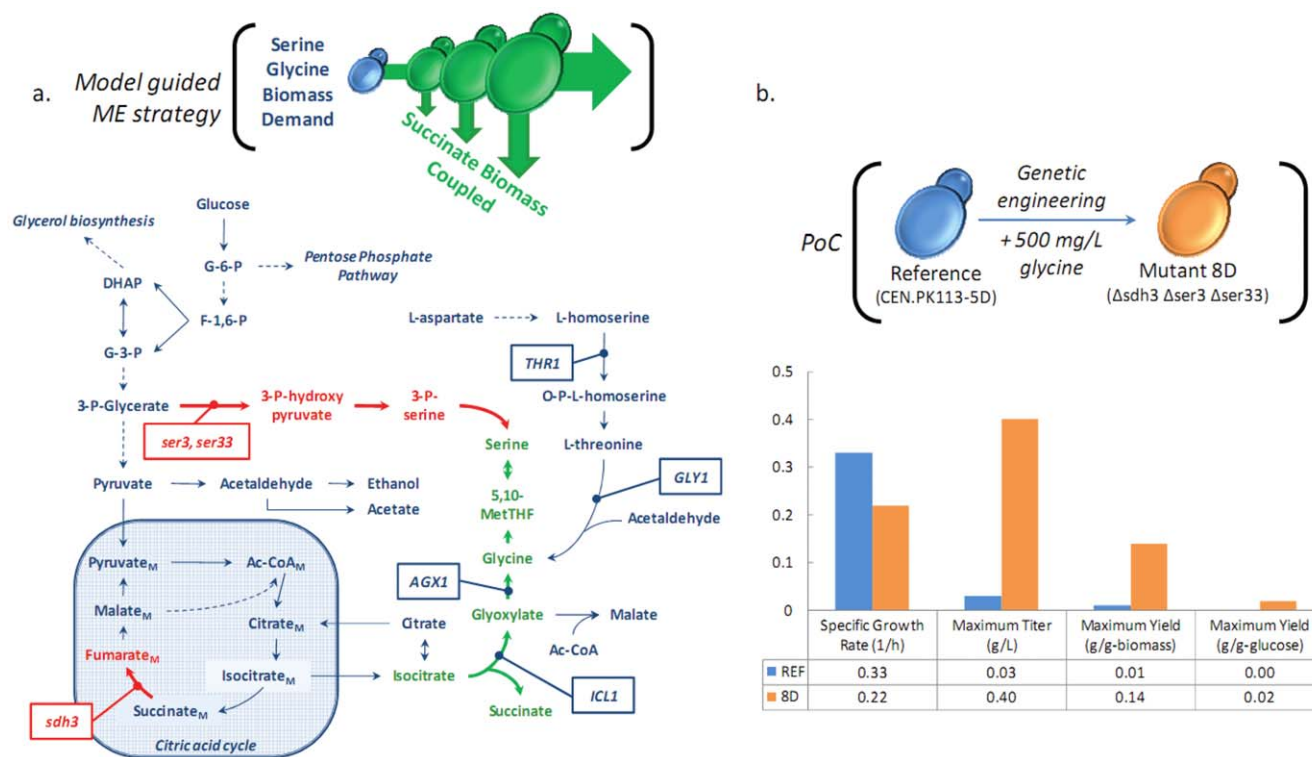 a.
Model guided
ME strategy
Serine
Glycine
Biomass
Demand
Succinate Biomass
Coupled
Glycerol biosynthesis
Glucose
G-6-P
Pentose Phosphate
Pathway
DHAP
F-1,6-P
G-3-P
L-aspartate
L-homoserine
THR1
3-P-Glycerate
3-P-hydroxy
pyruvate
3-P-
serine
O-P-L-homoserine
ser3, ser33
Serine
L-threonine
Pyruvate
Acetaldehyde
Ethanol
Acetate
5,10-
MetTHF
GLY1
Acetaldehyde
Glycine
PyruvateM
Ac-CoAM
AGX1
MalateM
CitrateM
Citrate
Glyoxylate
Malate
Ac-CoA
FumarateM
IsocitrateM
Isocitrate
ICL1
sdh3
SuccinateM
Succinate
Citric acid cycle
b.
PoC
Genetic
engineering
+ 500 mg/L
glycine
Reference
(CEN.PK113-5D)
Mutant 8D
(Δsdh3 Δser3 Δser33)
0.5
0.4
0.3
0.2
0.1
0
Specific Growth Rate (1/h) Maximum Titer (g/L) Maximum Yield (g/g-biomass) Maximum Yield (g/g-glucose)
REF 0.33 0.03 0.01 0.00
8D 0.22 0.40 0.14 0.02